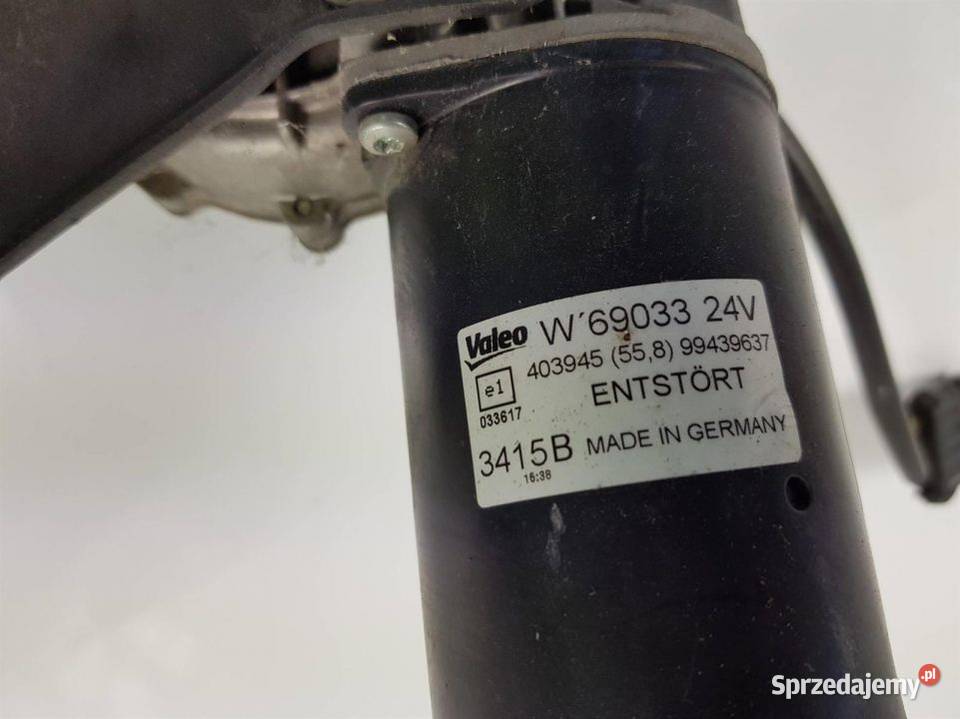 Valeo W´69033 24V
403945 (55,8) 99439637
e1 ENTSTÖRT
033617
3415B MADE IN GERMANY
16:38
Sprzedajemy.pl